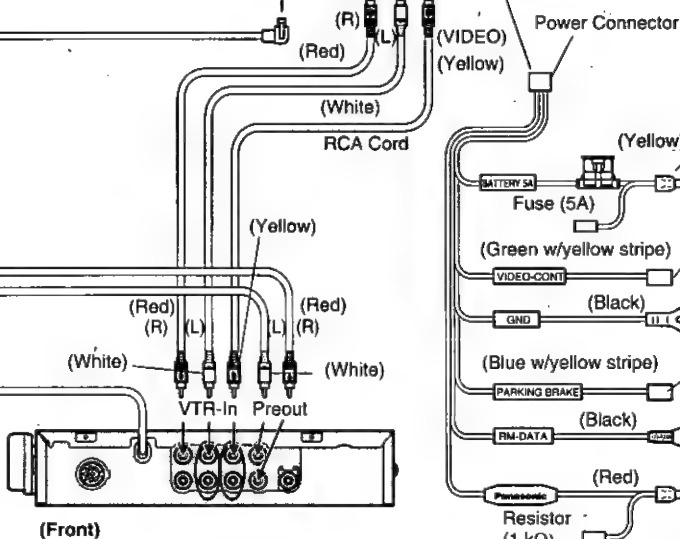 Power Connector
(R)
(L)
(VIDEO)
(Red)
(Yellow)
(White)
RCA Cord
(Yellow)
BATTERY 5A
Fuse (5A)
(Yellow)
(Green w/yellow stripe)
VIDEO-CONT
(Red)
(R)
(L)
(L)
(Red)
(R)
(Black)
GND
(White)
(White)
(Blue w/yellow stripe)
PARKING BRAKE
VTR-In
Preout
(Black)
RM-DATA
(Red)
Panasonic
Resistor
(1 kΩ)
(Front)